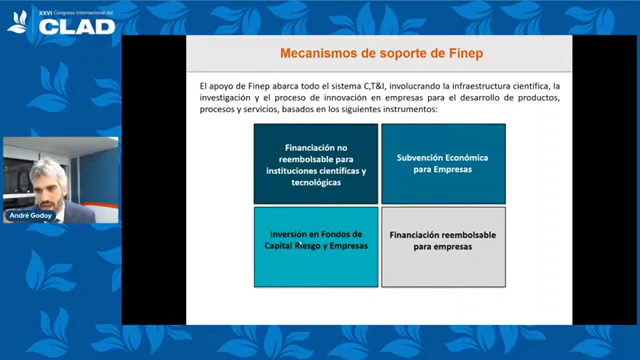 XXVI Congreso Internacional del
CLAD
Mecanismos de soporte de Finep
El apoyo de Finep abarca todo el sistema C,T&I, involucrando la infraestructura científica, la
investigación y el proceso de innovación en empresas para el desarrollo de productos,
procesos y servicios, basados en los siguientes instrumentos:
Financiación no
reembolsable para
instituciones científicas y
tecnológicas
Subvención Económica
para Empresas
Inversión en Fondos de
Capital Riesgo y Empresas
Financiación reembolsable
para empresas
André Godoy